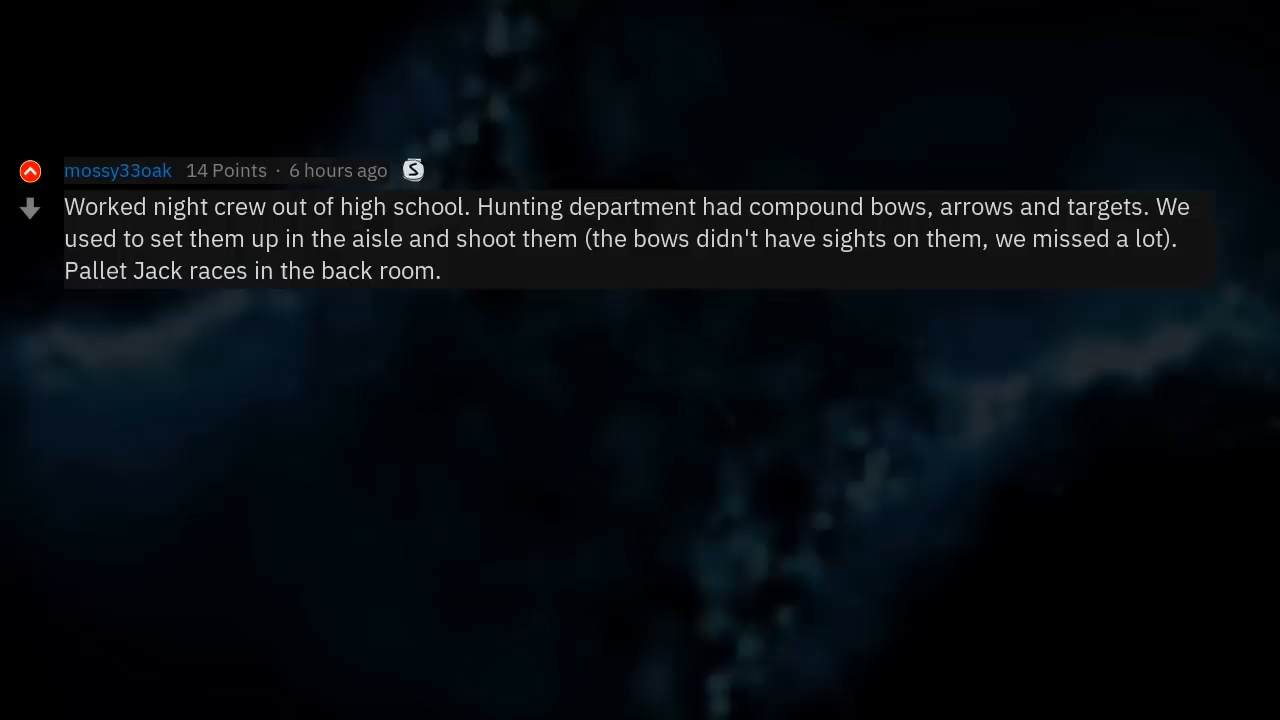 mossy33oak 14 Points · 6 hours ago S
Worked night crew out of high school. Hunting department had compound bows, arrows and targets. We
used to set them up in the aisle and shoot them (the bows didn't have sights on them, we missed a lot).
Pallet Jack races in the back room.